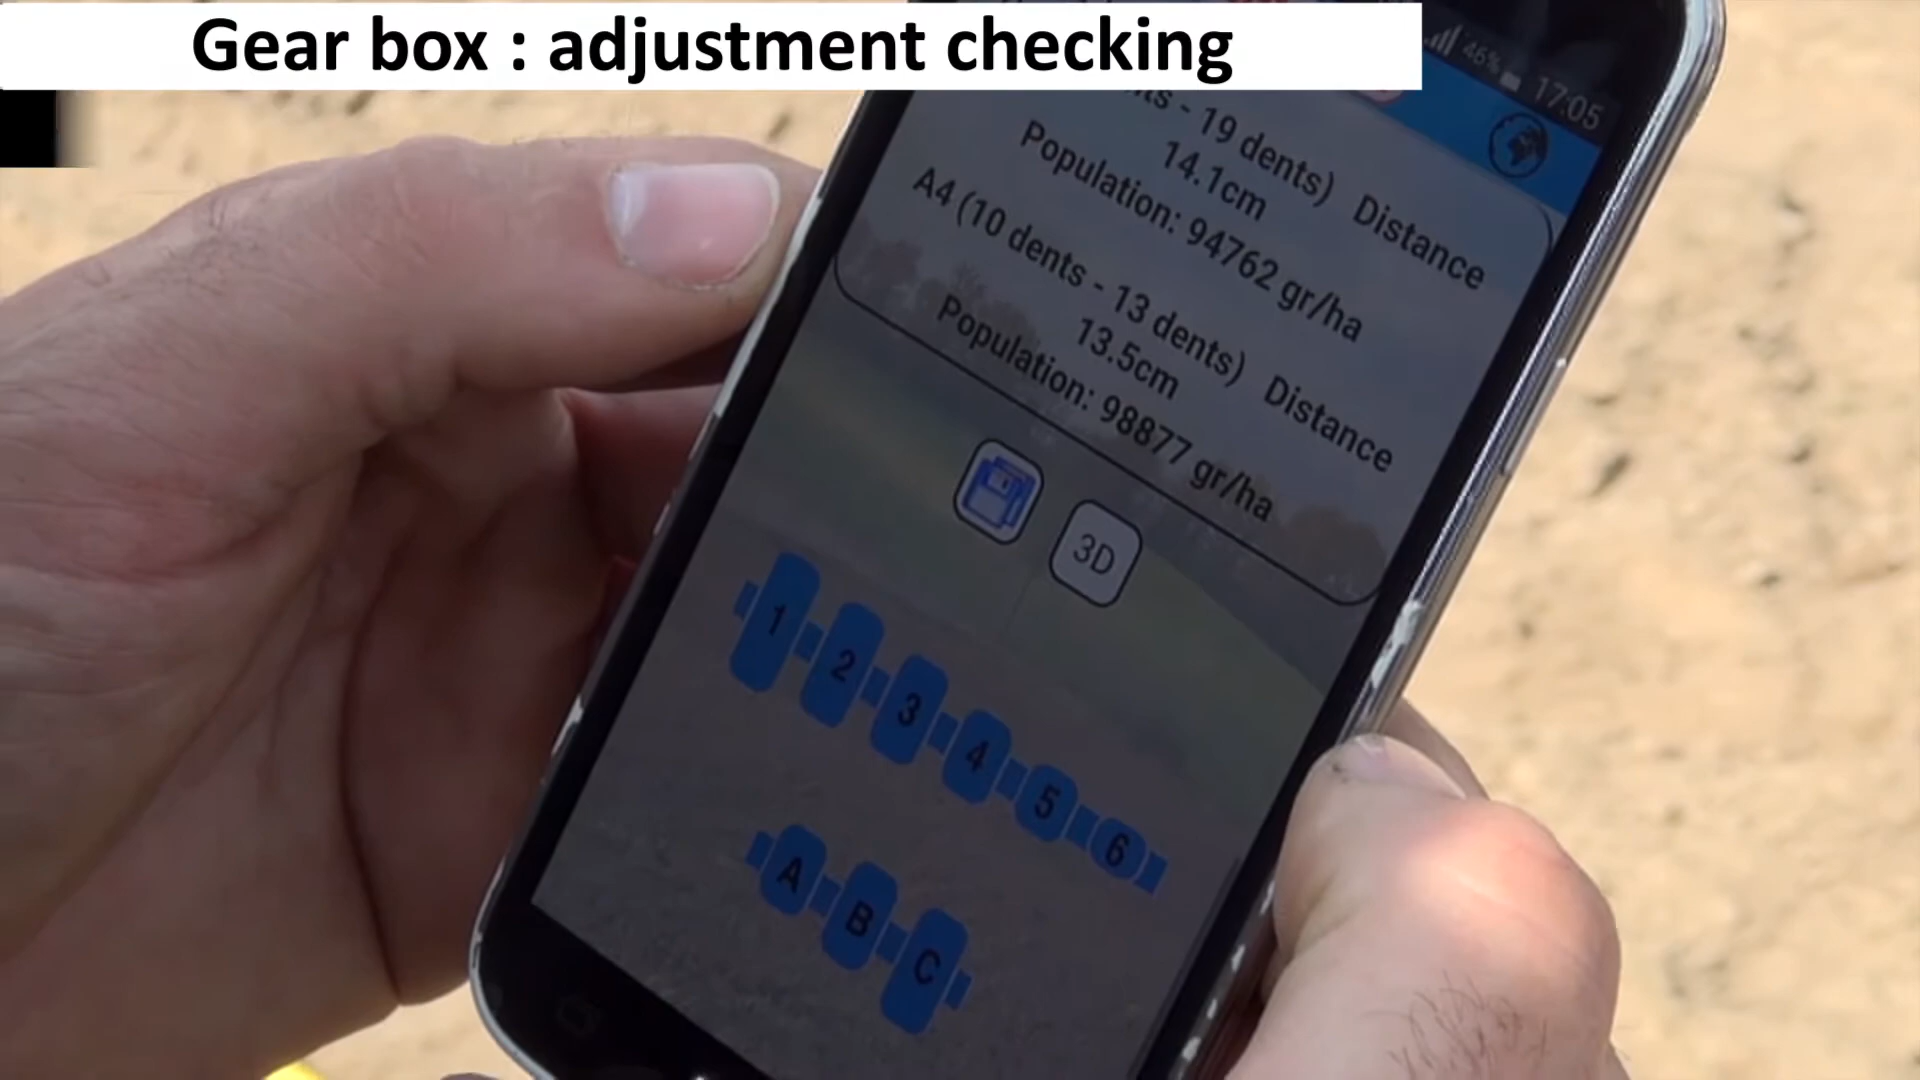 Gear box : adjustment checking
46% 17:05
- 19 dents) Distance
14.1cm
Population: 94762 gr/ha
A4 (10 dents - 13 dents) Distance
13.5cm
Population: 98877 gr/ha
3D
1 2 3 4 5 6
A B C